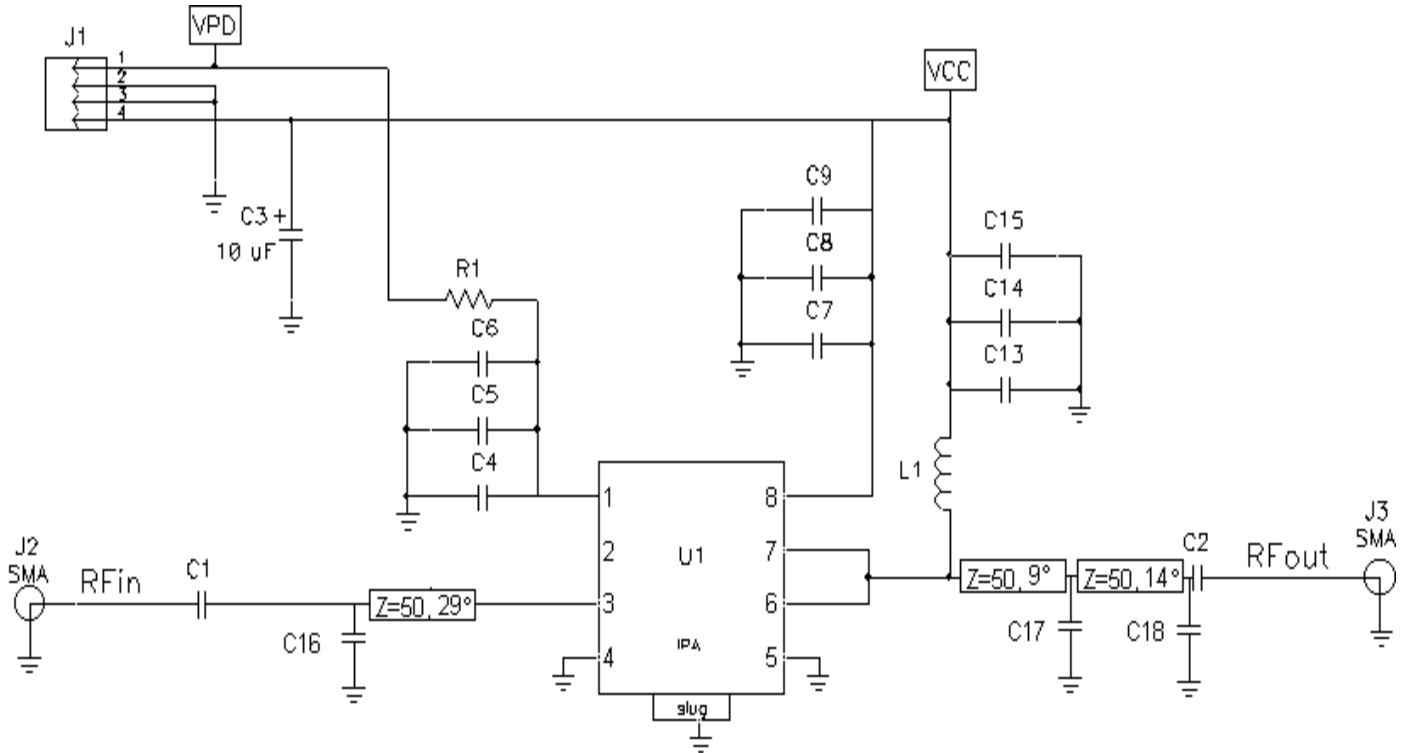 VPD
J1
1
2
3
4
VCC
C9
C3 +
10 uF
C8
C15
R1
C14
C7
C6
C13
C5
L1
C4
1
8
J2
SMA
RFin
C1
2
U1
7
C2
RFout
J3
SMA
Z=50, 9°
Z=50, 14°
Z=50, 29°
3
6
C16
C17
C18
4
IPA
5
slug